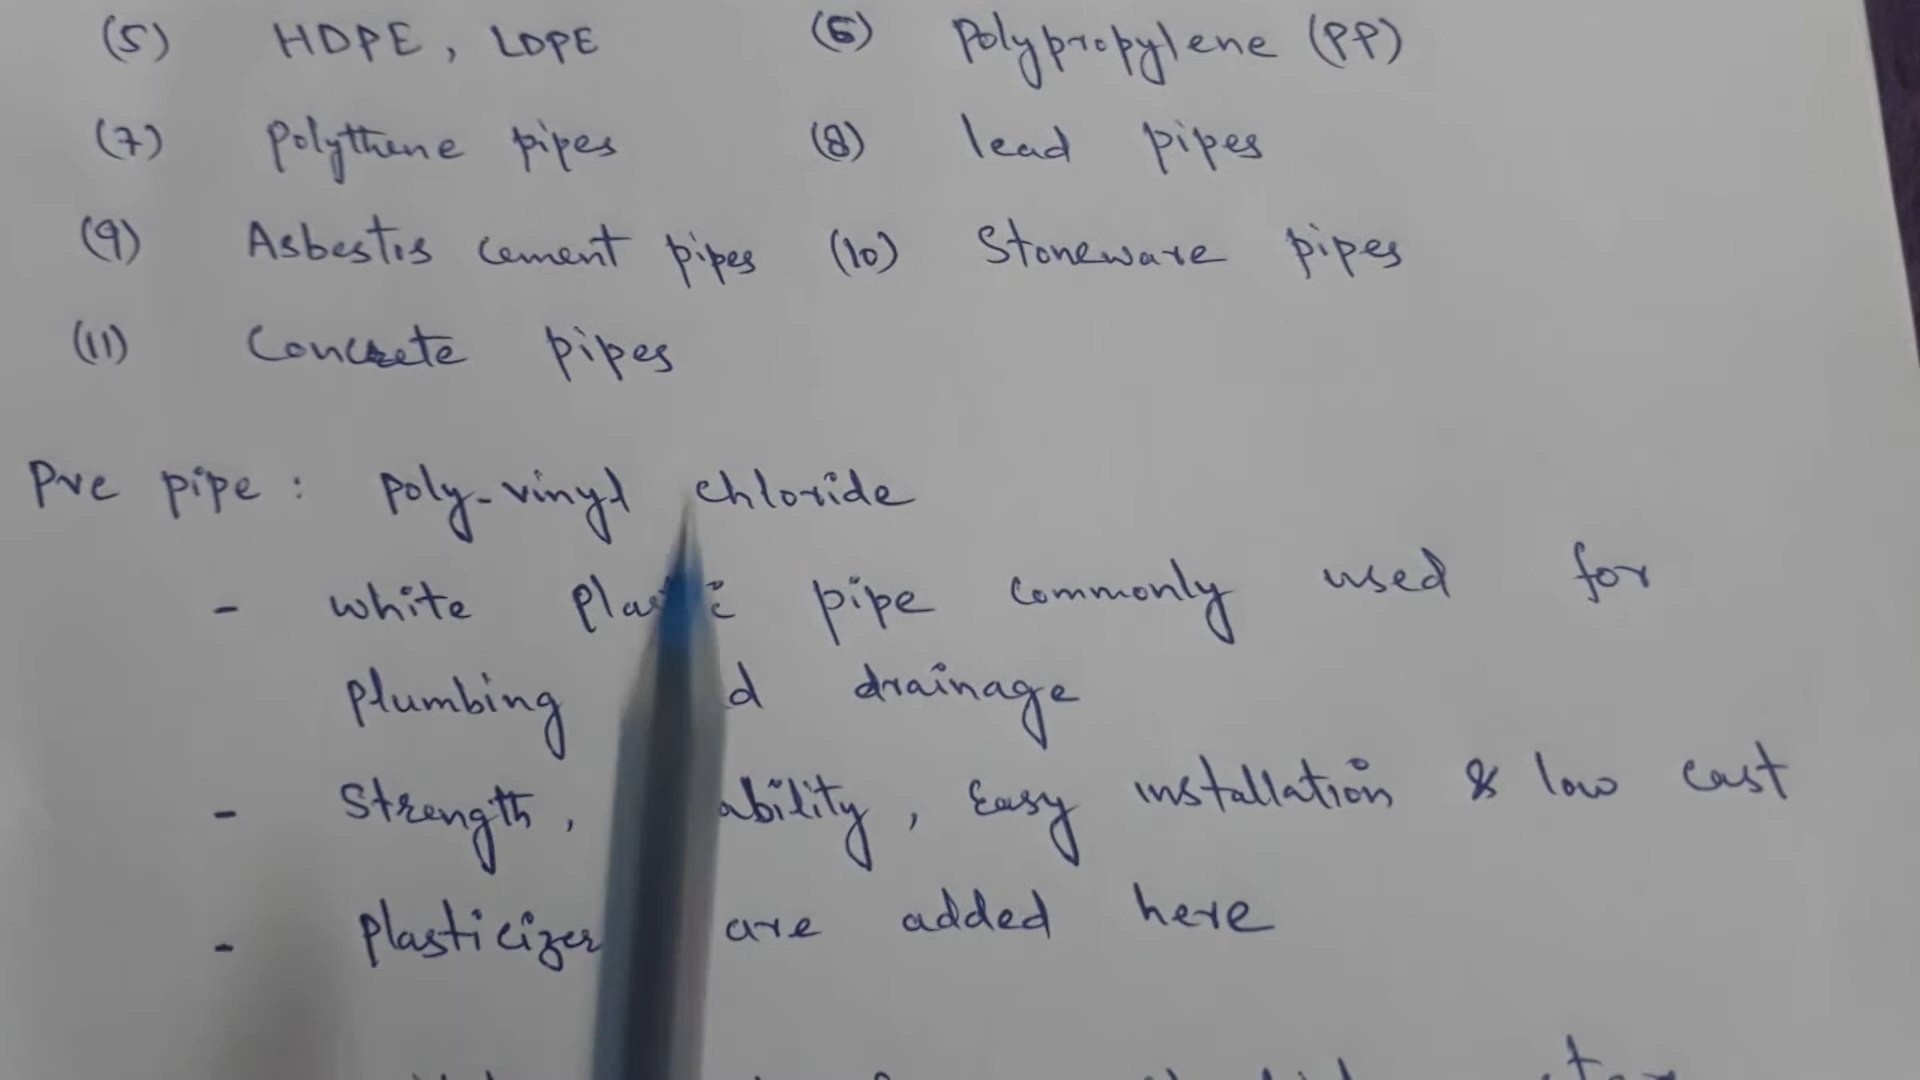 (5) HDPE, LDPE (6) Polypropylene (PP)
(7) Polythene pipes (8) lead pipes
(9) Asbestis cement pipes (10) Stoneware pipes
(11) Concrete pipes
Pvc pipe : Poly-vinyl chloride
- white pipe commonly used for
plumbing drainage
- Strength, Easy installation & low cost
- Plasticizer are added here